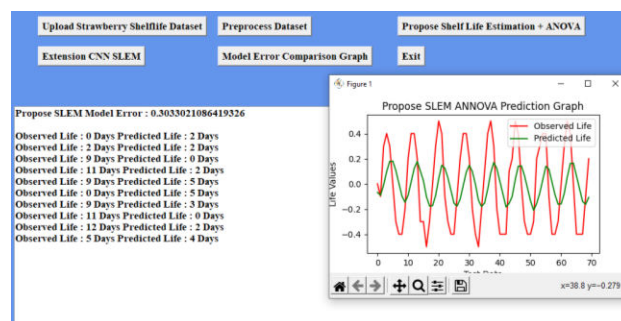 Upload Strawberry Shelflife Dataset
Preprocess Dataset
Propose Shelf Life Estimation + ANOVA
Extension CNN SLEM
Model Error Comparison Graph
Exit
Propose SLEM Model Error : 0.3033021086419326
Observed Life : 0 Days Predicted Life : 2 Days
Observed Life : 2 Days Predicted Life : 2 Days
Observed Life : 9 Days Predicted Life : 0 Days
Observed Life : 11 Days Predicted Life : 2 Days
Observed Life : 9 Days Predicted Life : 5 Days
Observed Life : 0 Days Predicted Life : 5 Days
Observed Life : 9 Days Predicted Life : 3 Days
Observed Life : 11 Days Predicted Life : 0 Days
Observed Life : 12 Days Predicted Life : 2 Days
Observed Life : 5 Days Predicted Life : 4 Days
Figure 1
Propose SLEM ANNOVA Prediction Graph
Observed Life
Predicted Life
Life Values
0.4
0.2
0.0
−0.2
−0.4
0 10 20 30 40 50 60 70
x=38.8 y=−0.279